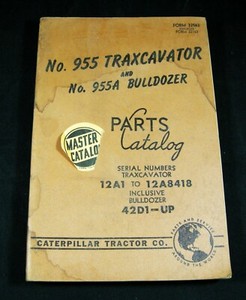 No. 955 TRAXCAVATOR
AND
No. 955A BULLDOZER
MASTER
CATALOG
PARTS
Catalog
SERIAL NUMBERS
TRAXCAVATOR
12A1 TO 12A8418
INCLUSIVE
BULLDOZER
42D1-UP
CATERPILLAR TRACTOR CO.